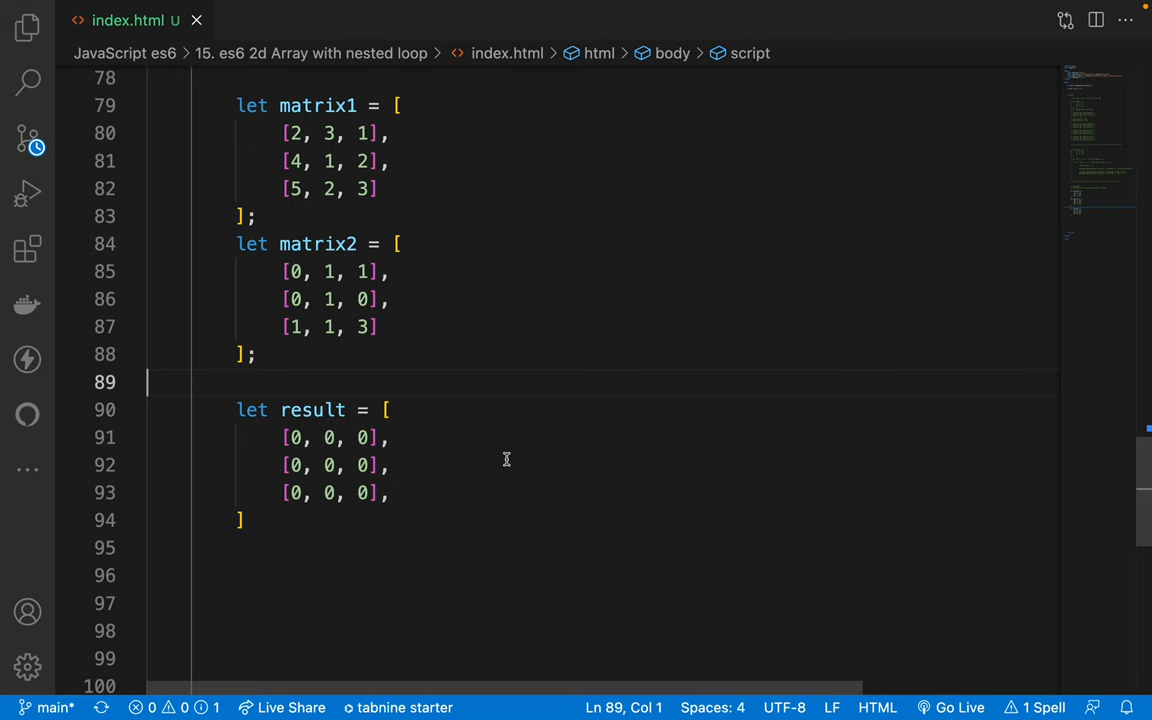 index.html U
JavaScript es6 > 15. es6 2d Array with nested loop > index.html > html > body > script
78
79 let matrix1 = [
80 [2, 3, 1],
81 [4, 1, 2],
82 [5, 2, 3]
83 ];
84 let matrix2 = [
85 [0, 1, 1],
86 [0, 1, 0],
87 [1, 1, 3]
88 ];
89
90 let result = [
91 [0, 0, 0],
92 [0, 0, 0],
93 [0, 0, 0],
94 ]
95
96
97
98
99
100
main* 0 0 1 Live Share tabnine starter Ln 89, Col 1 Spaces: 4 UTF-8 LF HTML Go Live 1 Spell